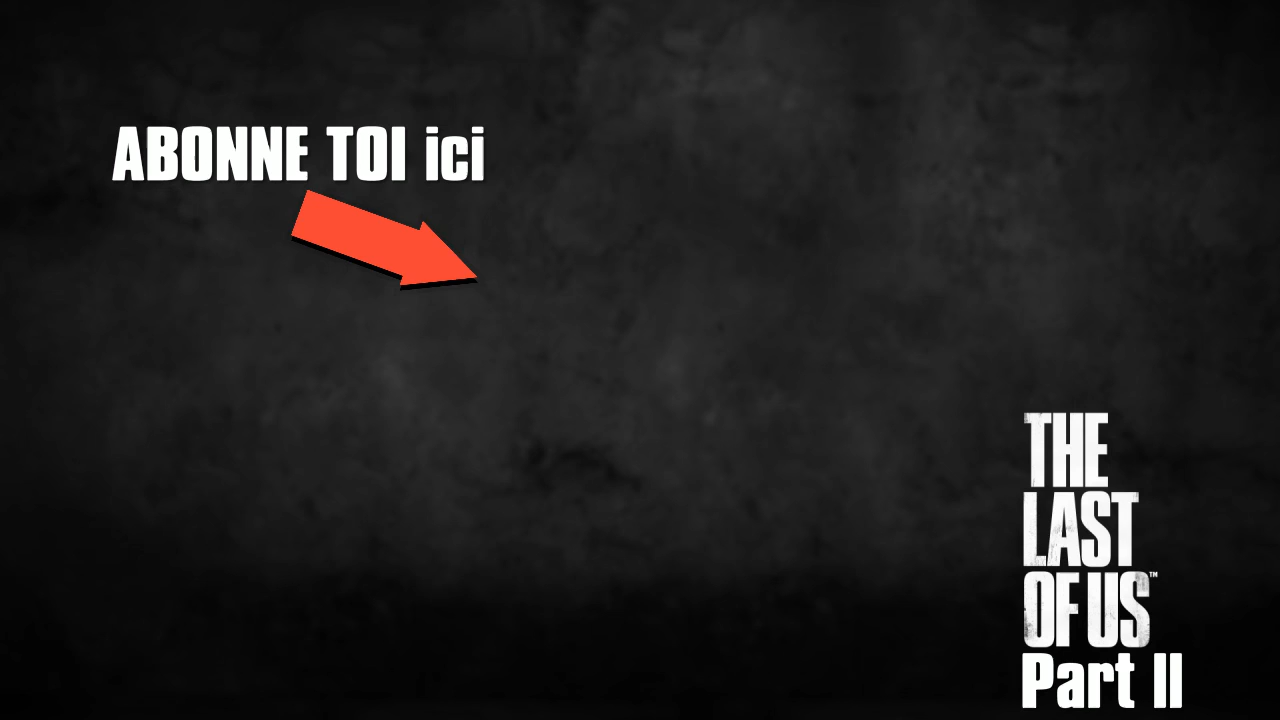 ABONNE TOI ici
THE
LAST
OF US™
Part II